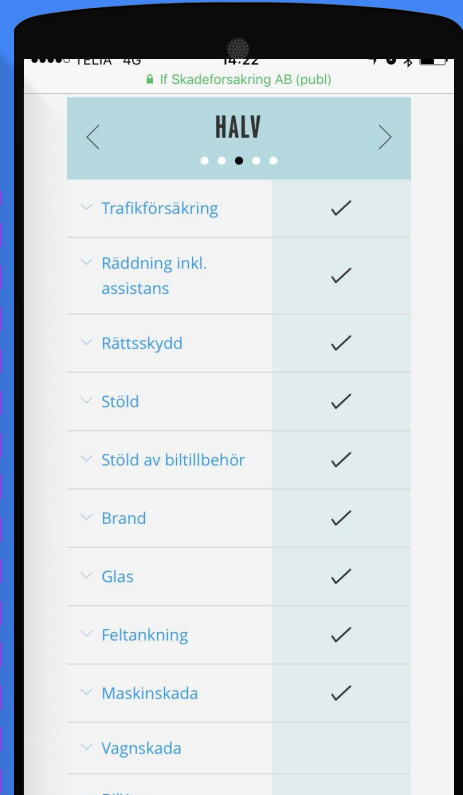 TELIA 4G 14:22
If Skadeforsakring AB (publ)
HALV
Trafikförsäkring
Räddning inkl.
assistans
Rättsskydd
Stöld
Stöld av biltillbehör
Brand
Glas
Feltankning
Maskinskada
Vagnskada